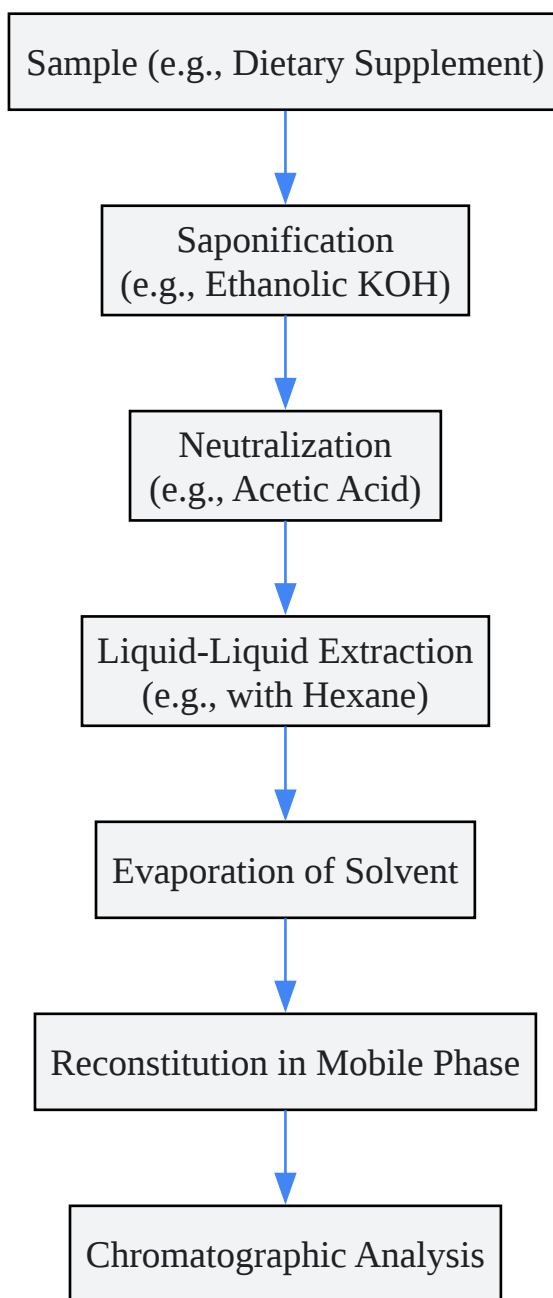 Sample (e.g., Dietary Supplement)
Saponification
(e.g., Ethanolic KOH)
Neutralization
(e.g., Acetic Acid)
Liquid-Liquid Extraction
(e.g., with Hexane)
Evaporation of Solvent
Reconstitution in Mobile Phase
Chromatographic Analysis